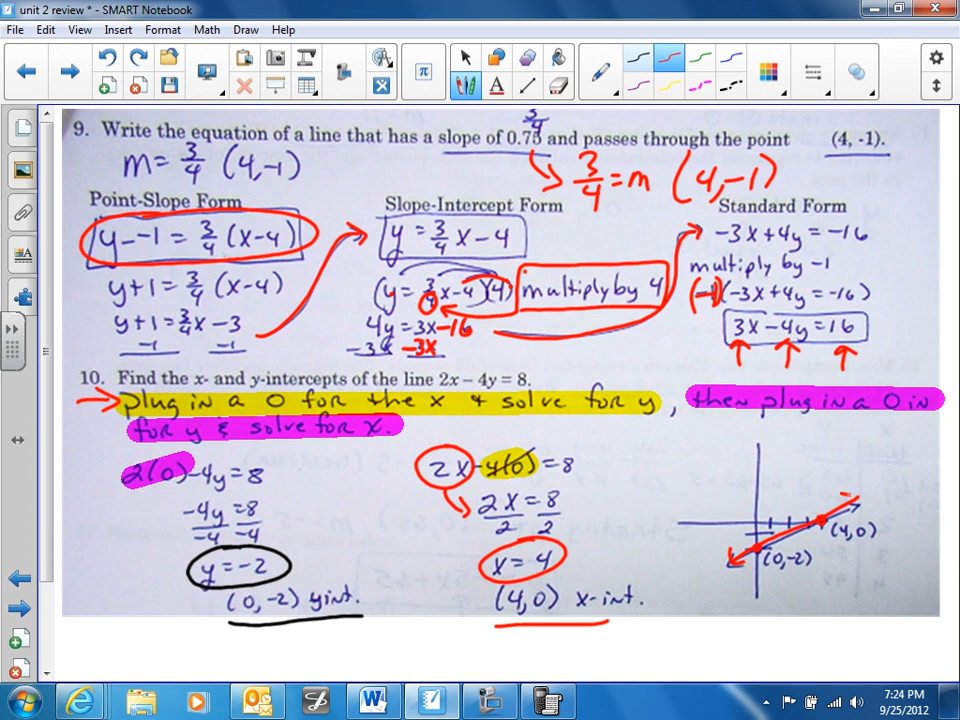 unit 2 review * - SMART Notebook
File Edit View Insert Format Math Draw Help
π
A
3/4
9. Write the equation of a line that has a slope of 0.75 and passes through the point (4, -1).
m = 3/4 (4,-1)
3/4 = m (4,-1)
Point-Slope Form
y--1 = 3/4 (x-4)
y+1 = 3/4 (x-4)
y+1 = 3/4x - 3
-1 -1
Slope-Intercept Form
y = 3/4 x - 4
(y = 3/4 x-4)(4) multiply by 4
4y = 3x-16
-3x -3x
Standard Form
-3x+4y = -16
multiply by -1
(-1)(-3x+4y = -16)
3x-4y = 16
10. Find the x- and y-intercepts of the line 2x – 4y = 8.
plug in a 0 for the x & solve for y, then plug in a 0 in
for y & solve for x.
2(0)-4y = 8
-4y = 8
-4 -4
y = -2
(0,-2) y int.
2x-4(0) = 8
2x = 8
2 2
x = 4
(4,0) x-int.
(4,0)
(0,-2)
7:24 PM
9/25/2012